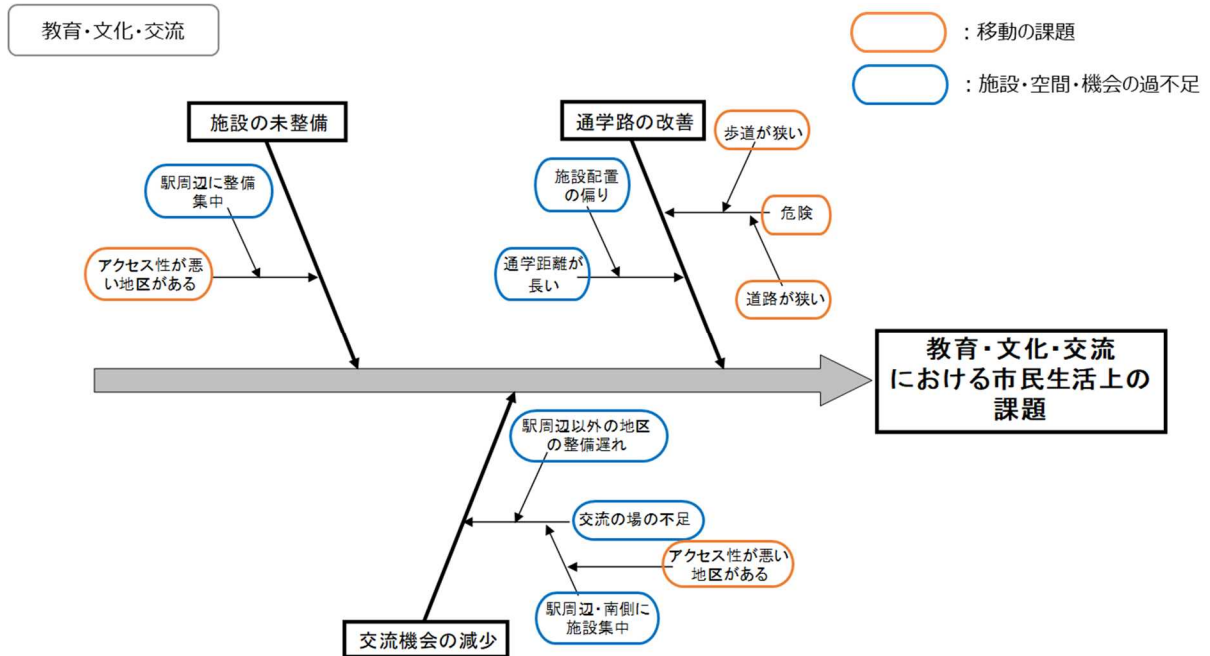 教育・文化・交流
：移動の課題
：施設・空間・機会の過不足
施設の未整備
駅周辺に整備
集中
アクセス性が悪
い地区がある
通学路の改善
歩道が狭い
施設配置
の偏り
危険
通学距離が
長い
道路が狭い
教育・文化・交流
における市民生活上の
課題
駅周辺以外の地区
の整備遅れ
交流の場の不足
アクセス性が悪い
地区がある
駅周辺・南側に
施設集中
交流機会の減少